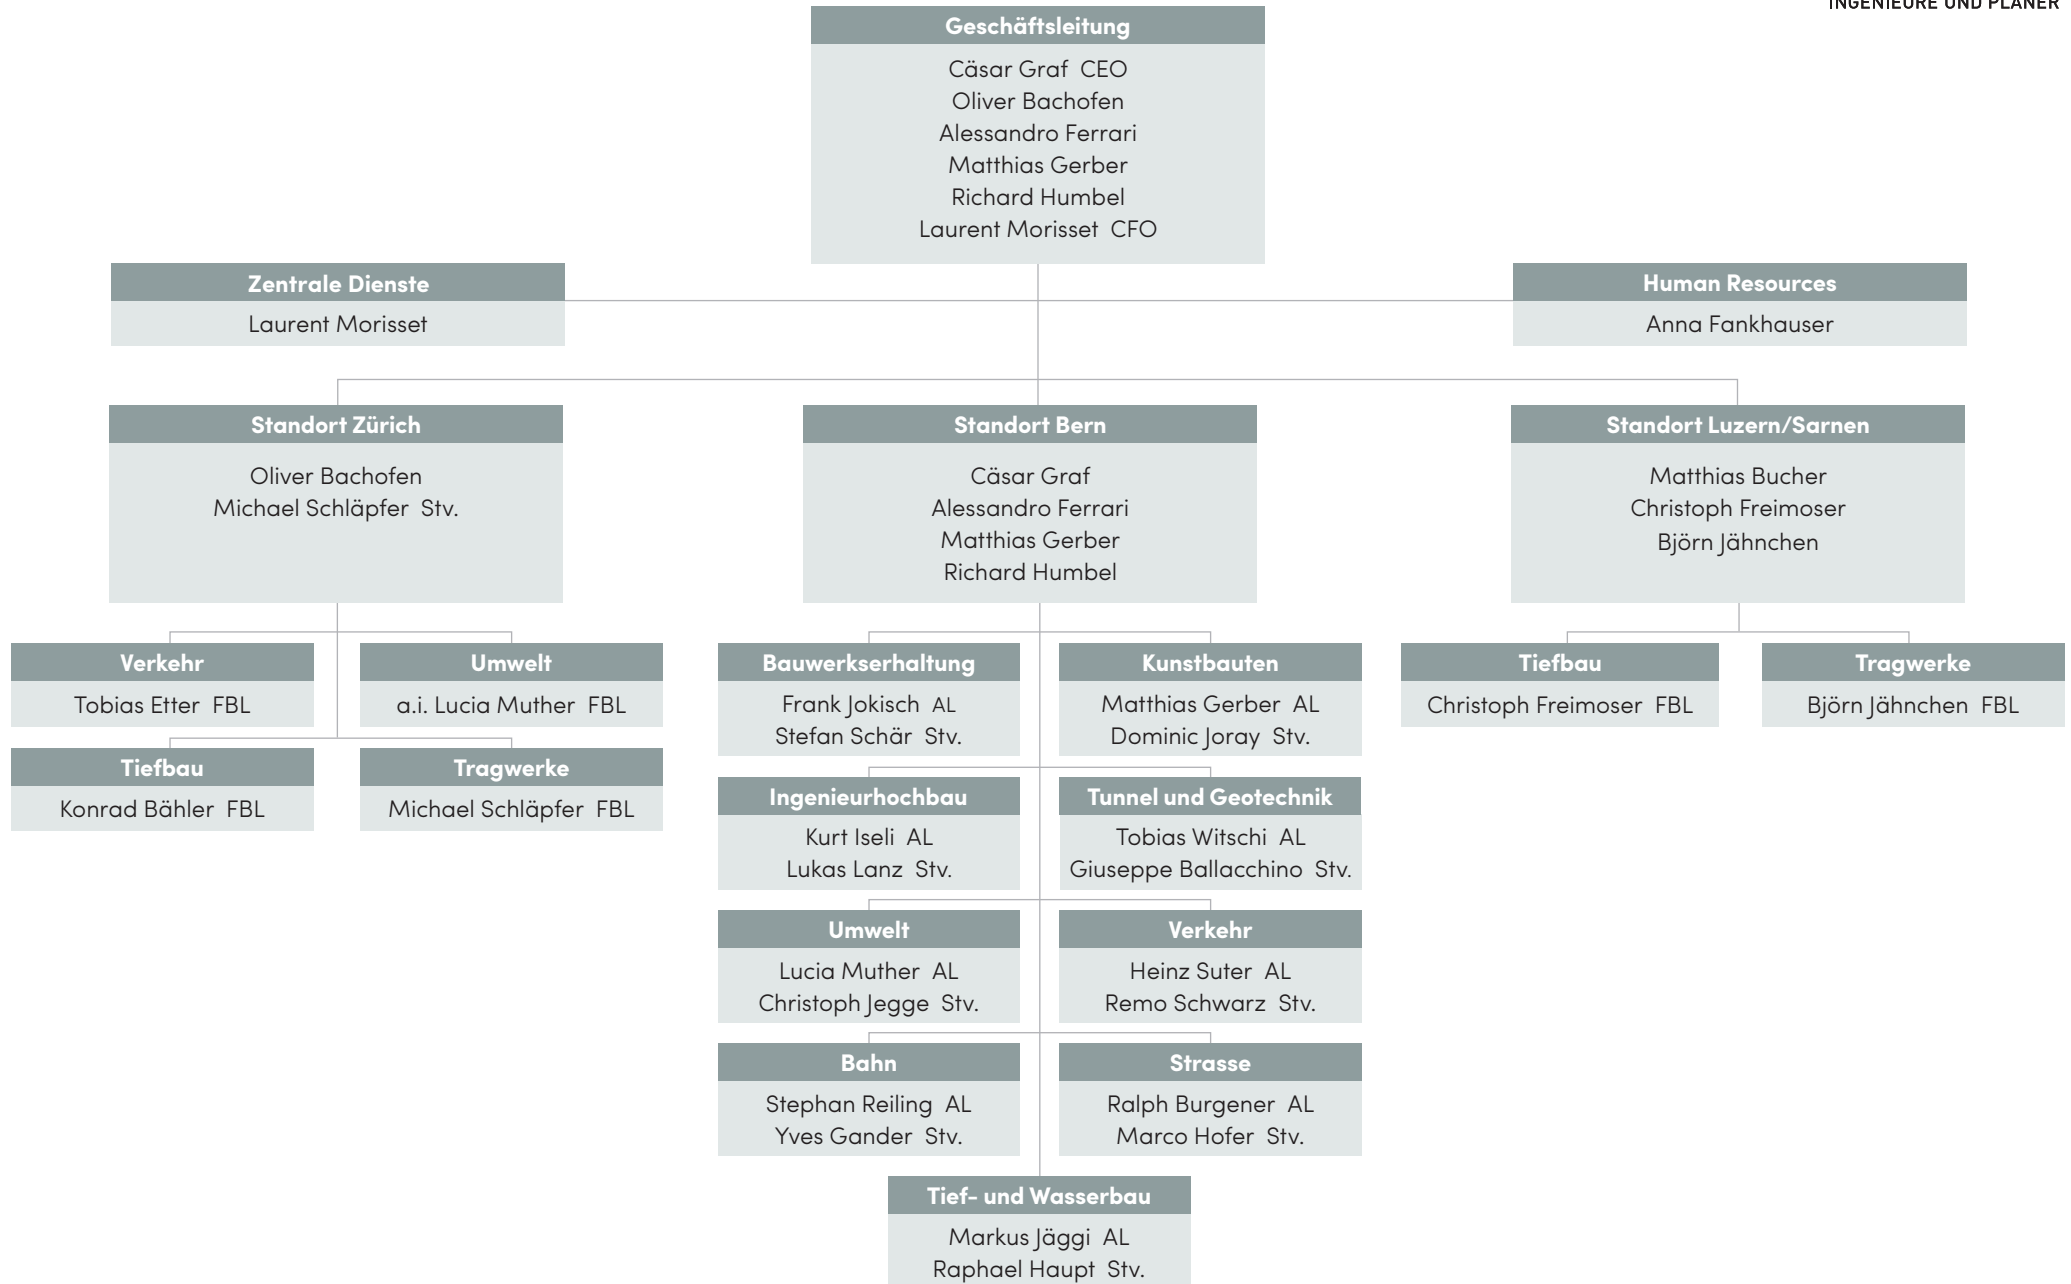 INGENIEURE UND PLANER
Geschäftsleitung
Cäsar Graf CEO
Oliver Bachofen
Alessandro Ferrari
Matthias Gerber
Richard Humbel
Laurent Morisset CFO
Zentrale Dienste
Laurent Morisset
Human Resources
Anna Fankhauser
Standort Zürich
Oliver Bachofen
Michael Schläpfer Stv.
Standort Bern
Cäsar Graf
Alessandro Ferrari
Matthias Gerber
Richard Humbel
Standort Luzern/Sarnen
Matthias Bucher
Christoph Freimoser
Björn Jähnchen
Verkehr
Tobias Etter FBL
Umwelt
a.i. Lucia Muther FBL
Tiefbau
Konrad Bähler FBL
Tragwerke
Michael Schläpfer FBL
Bauwerkserhaltung
Frank Jokisch AL
Stefan Schär Stv.
Kunstbauten
Matthias Gerber AL
Dominic Joray Stv.
Ingenieurhochbau
Kurt Iseli AL
Lukas Lanz Stv.
Tunnel und Geotechnik
Tobias Witschi AL
Giuseppe Ballacchino Stv.
Umwelt
Lucia Muther AL
Christoph Jegge Stv.
Verkehr
Heinz Suter AL
Remo Schwarz Stv.
Bahn
Stephan Reiling AL
Yves Gander Stv.
Strasse
Ralph Burgener AL
Marco Hofer Stv.
Tief- und Wasserbau
Markus Jäggi AL
Raphael Haupt Stv.
Tiefbau
Christoph Freimoser FBL
Tragwerke
Björn Jähnchen FBL